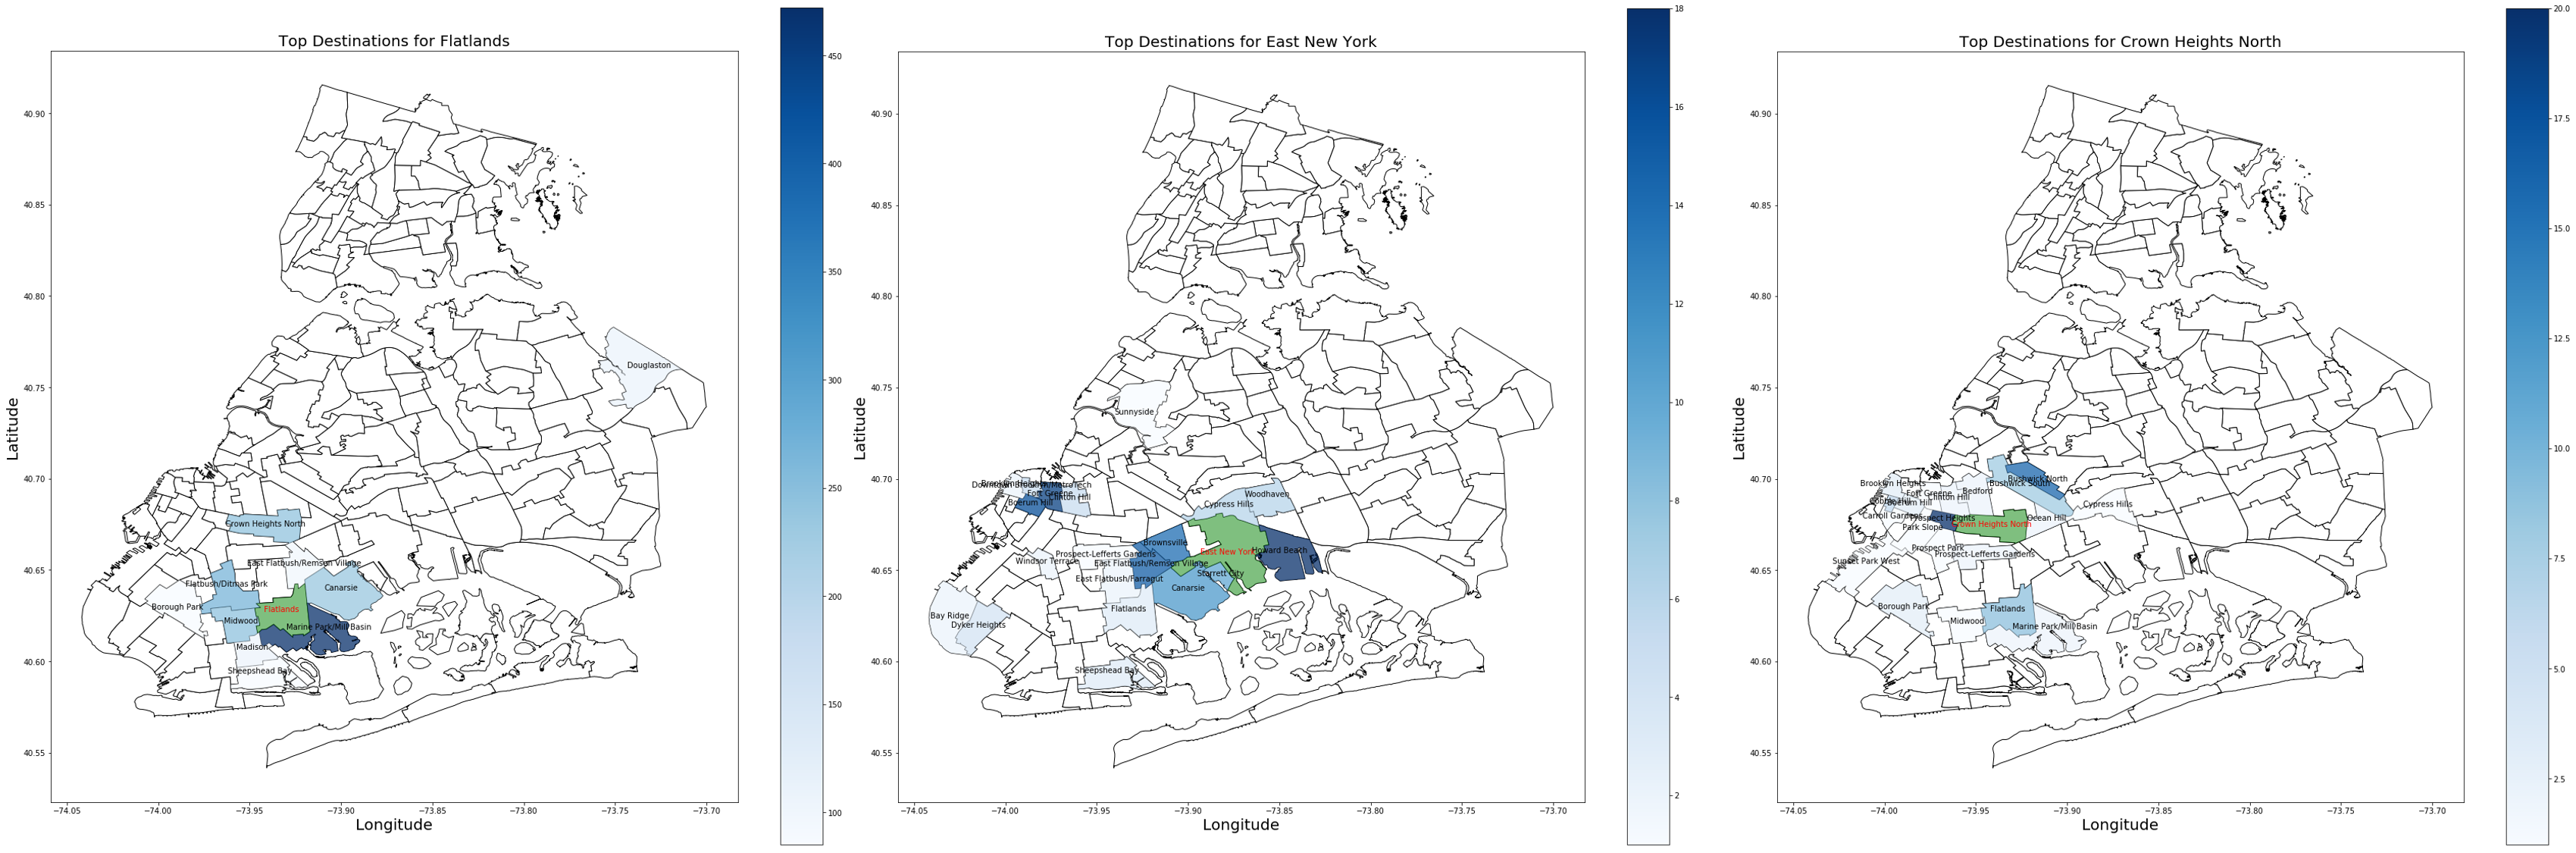 Top Destinations for Flatlands
Latitude
40.90
40.85
40.80
40.75
40.70
40.65
40.60
40.55
Douglaston
Crown Heights North
East Flatbush/Remsen Village
Flatbush/Ditmas Park
Canarsie
Borough Park
Flatlands
Midwood
Marine Park/Mill Basin
Madison
Sheepshead Bay
−74.05 −74.00 −73.95 −73.90 −73.85 −73.80 −73.75 −73.70
Longitude
450
400
350
300
250
200
150
100
Top Destinations for East New York
Latitude
40.90
40.85
40.80
40.75
40.70
40.65
40.60
40.55
Sunnyside
Brooklyn Heights
Downtown Brooklyn/MetroTech
Fort Greene
Clinton Hill
Boerum Hill
Woodhaven
Cypress Hills
Brownsville
Prospect-Lefferts Gardens
East New York
Howard Beach
Windsor Terrace
East Flatbush/Remsen Village
Starrett City
East Flatbush/Farragut
Canarsie
Flatlands
Bay Ridge
Dyker Heights
Sheepshead Bay
−74.05 −74.00 −73.95 −73.90 −73.85 −73.80 −73.75 −73.70
Longitude
18
16
14
12
10
8
6
4
2
Top Destinations for Crown Heights North
Latitude
40.90
40.85
40.80
40.75
40.70
40.65
40.60
40.55
Bushwick North
Bushwick South
Brooklyn Heights
Bedford
Fort Greene
Clinton Hill
Cobble Hill
Boerum Hill
Cypress Hills
Carroll Gardens
Prospect Heights
Ocean Hill
Crown Heights North
Park Slope
Prospect Park
Prospect-Lefferts Gardens
Sunset Park West
Borough Park
Flatlands
Midwood
Marine Park/Mill Basin
−74.05 −74.00 −73.95 −73.90 −73.85 −73.80 −73.75 −73.70
Longitude
20.0
17.5
15.0
12.5
10.0
7.5
5.0
2.5